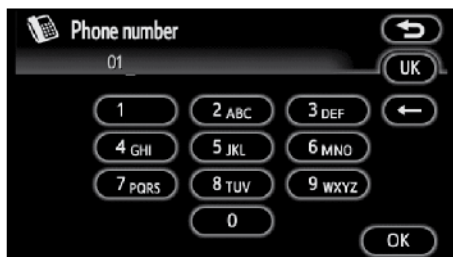 Phone number
01_
UK
1 2 ABC 3 DEF
4 GHI 5 JKL 6 MNO
7 PQRS 8 TUV 9 WXYZ
0
OK